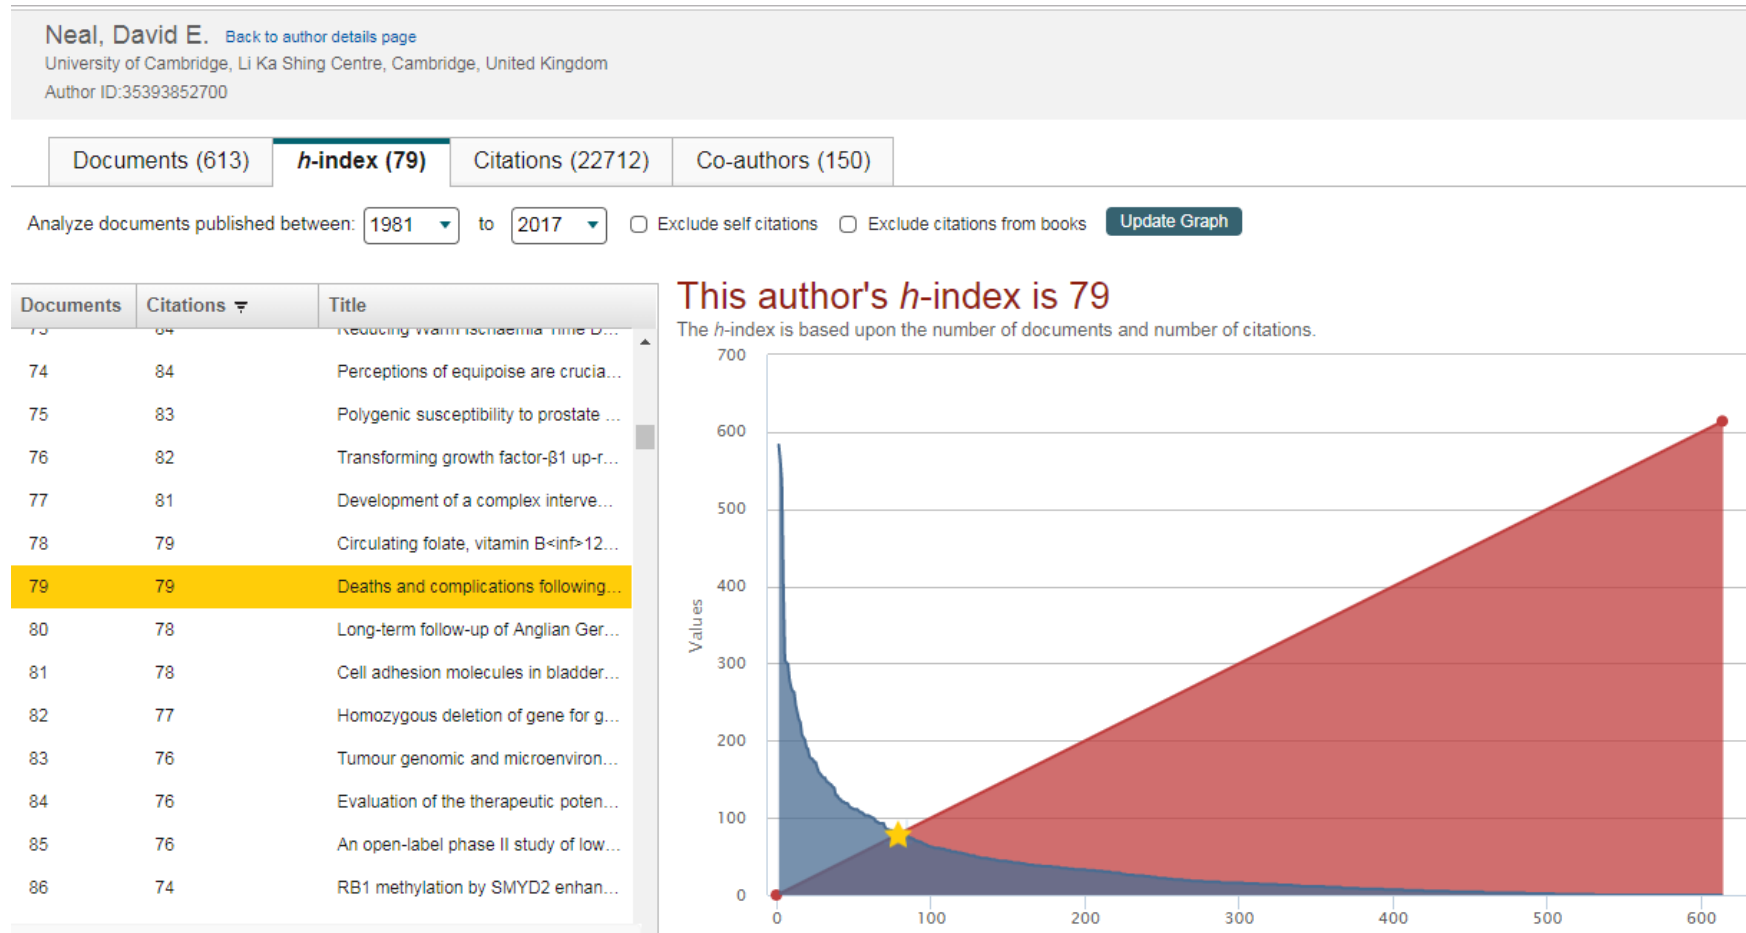 Neal, David E. Back to author details page
University of Cambridge, Li Ka Shing Centre, Cambridge, United Kingdom
Author ID:35393852700
Documents (613) h-index (79) Citations (22712) Co-authors (150)
Analyze documents published between: 1981 to 2017 Exclude self citations Exclude citations from books Update Graph
Documents Citations Title
73 84 Reducing Warm Ischaemia Time D...
74 84 Perceptions of equipoise are crucia...
75 83 Polygenic susceptibility to prostate ...
76 82 Transforming growth factor-β1 up-r...
77 81 Development of a complex interve...
78 79 Circulating folate, vitamin B<inf>12...
79 79 Deaths and complications following...
80 78 Long-term follow-up of Anglian Ger...
81 78 Cell adhesion molecules in bladder...
82 77 Homozygous deletion of gene for g...
83 76 Tumour genomic and microenviron...
84 76 Evaluation of the therapeutic poten...
85 76 An open-label phase II study of low...
86 74 RB1 methylation by SMYD2 enhan...
This author's h-index is 79
The h-index is based upon the number of documents and number of citations.
700
600
500
400
300
200
100
0
Values
0 100 200 300 400 500 600